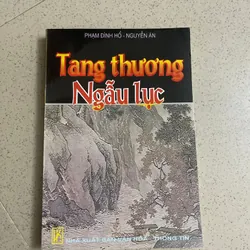 PHẠM ĐÌNH HỔ - NGUYỄN ÁN
Tang thương
Ngẫu lục
NHÀ XUẤT BẢN VĂN HÓA - THÔNG TIN